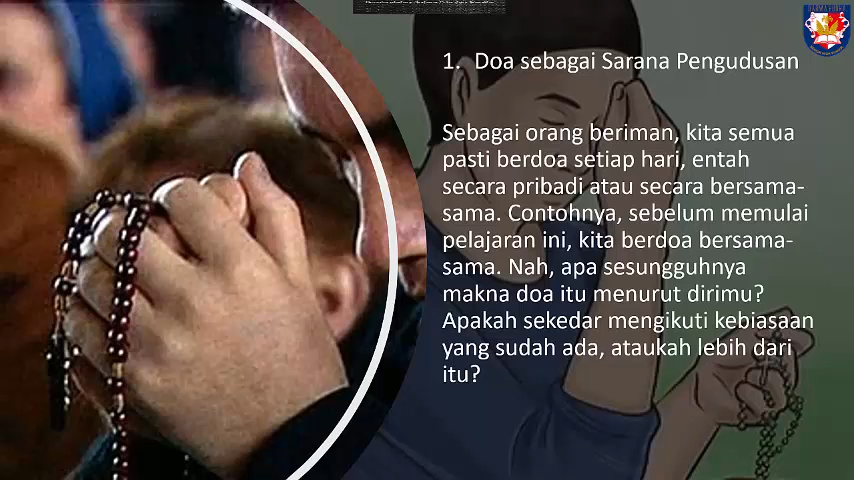 1. Doa sebagai Sarana Pengudusan
Sebagai orang beriman, kita semua
pasti berdoa setiap hari, entah
secara pribadi atau secara bersama-
sama. Contohnya, sebelum memulai
pelajaran ini, kita berdoa bersama-
sama. Nah, apa sesungguhnya
makna doa itu menurut dirimu?
Apakah sekedar mengikuti kebiasaan
yang sudah ada, ataukah lebih dari
itu?